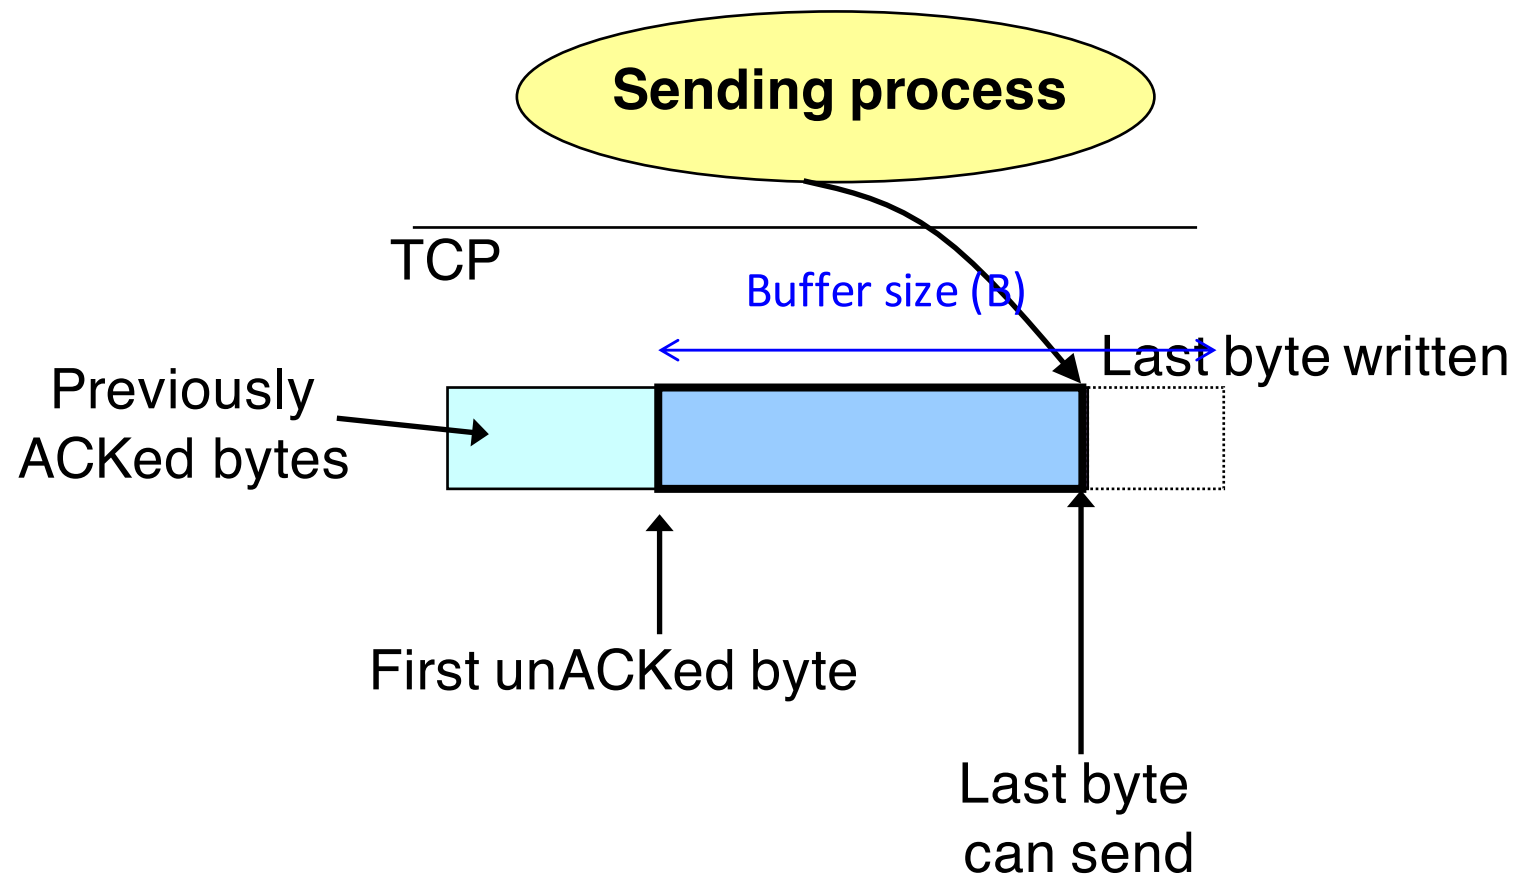 Sending process
TCP
Buffer size (B)
Last byte written
Previously
ACKed bytes
First unACKed byte
Last byte
can send